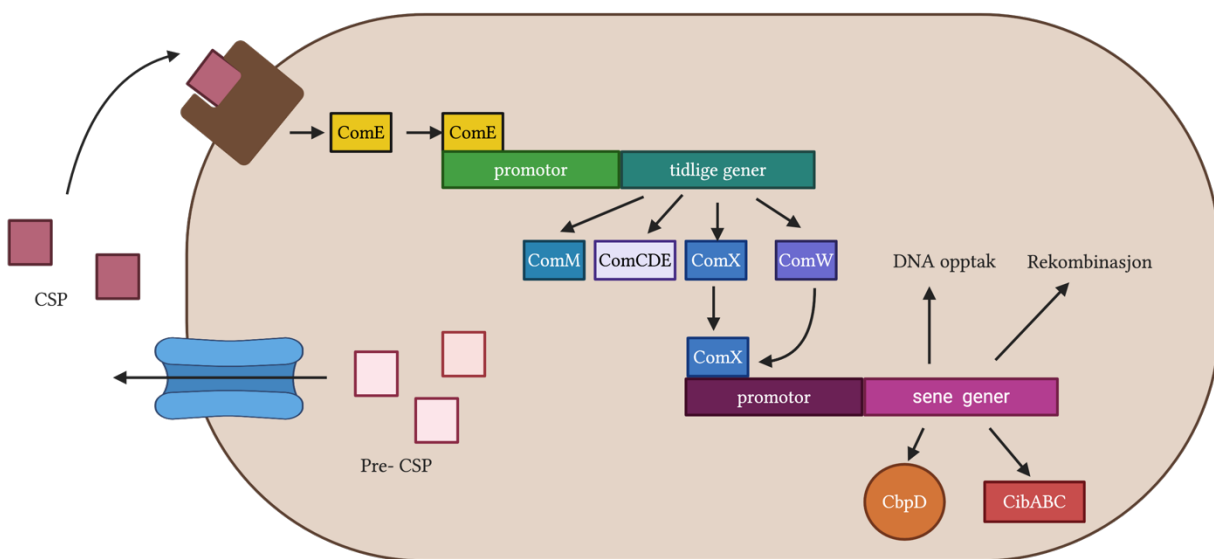 ComE
ComE
promotor
tidlige gener
ComM
ComCDE
ComX
ComW
DNA opptak
Rekombinasjon
CSP
ComX
promotor
sene gener
Pre- CSP
CbpD
CibABC